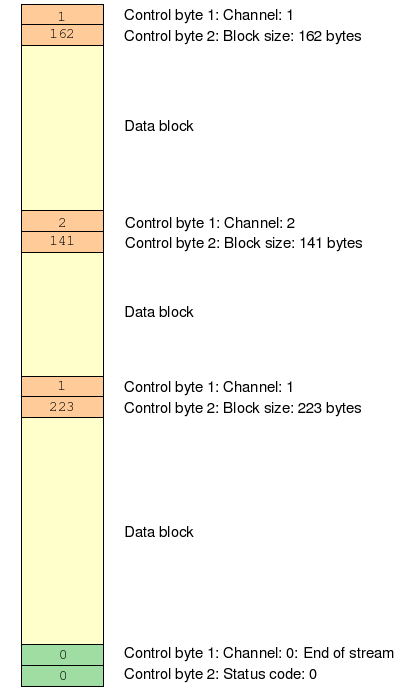 1 Control byte 1: Channel: 1
162 Control byte 2: Block size: 162 bytes
Data block
2 Control byte 1: Channel: 2
141 Control byte 2: Block size: 141 bytes
Data block
1 Control byte 1: Channel: 1
223 Control byte 2: Block size: 223 bytes
Data block
0 Control byte 1: Channel: 0: End of stream
0 Control byte 2: Status code: 0